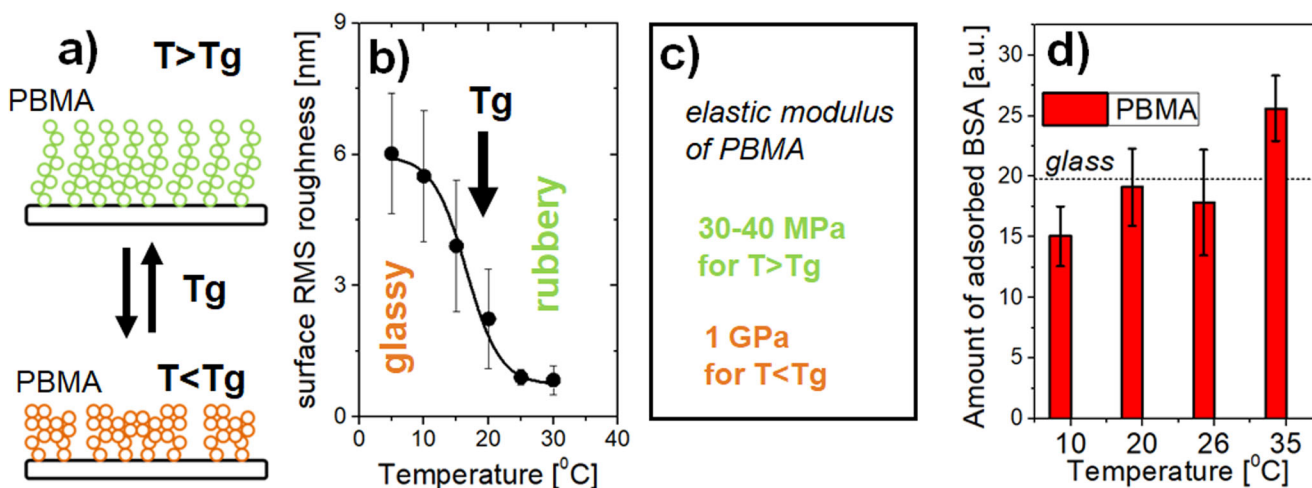 a)
T>Tg
PBMA
Tg
PBMA
T<Tg
b)
surface RMS roughness [nm]
9
6
3
0
Tg
glassy
rubbery
0
10
20
30
40
Temperature [⁰C]
c)
elastic modulus
of PBMA
30-40 MPa
for T>Tg
1 GPa
for T<Tg
d)
Amount of adsorbed BSA [a.u.]
30
25
20
15
10
5
0
PBMA
glass
10
20
26
35
Temperature [⁰C]